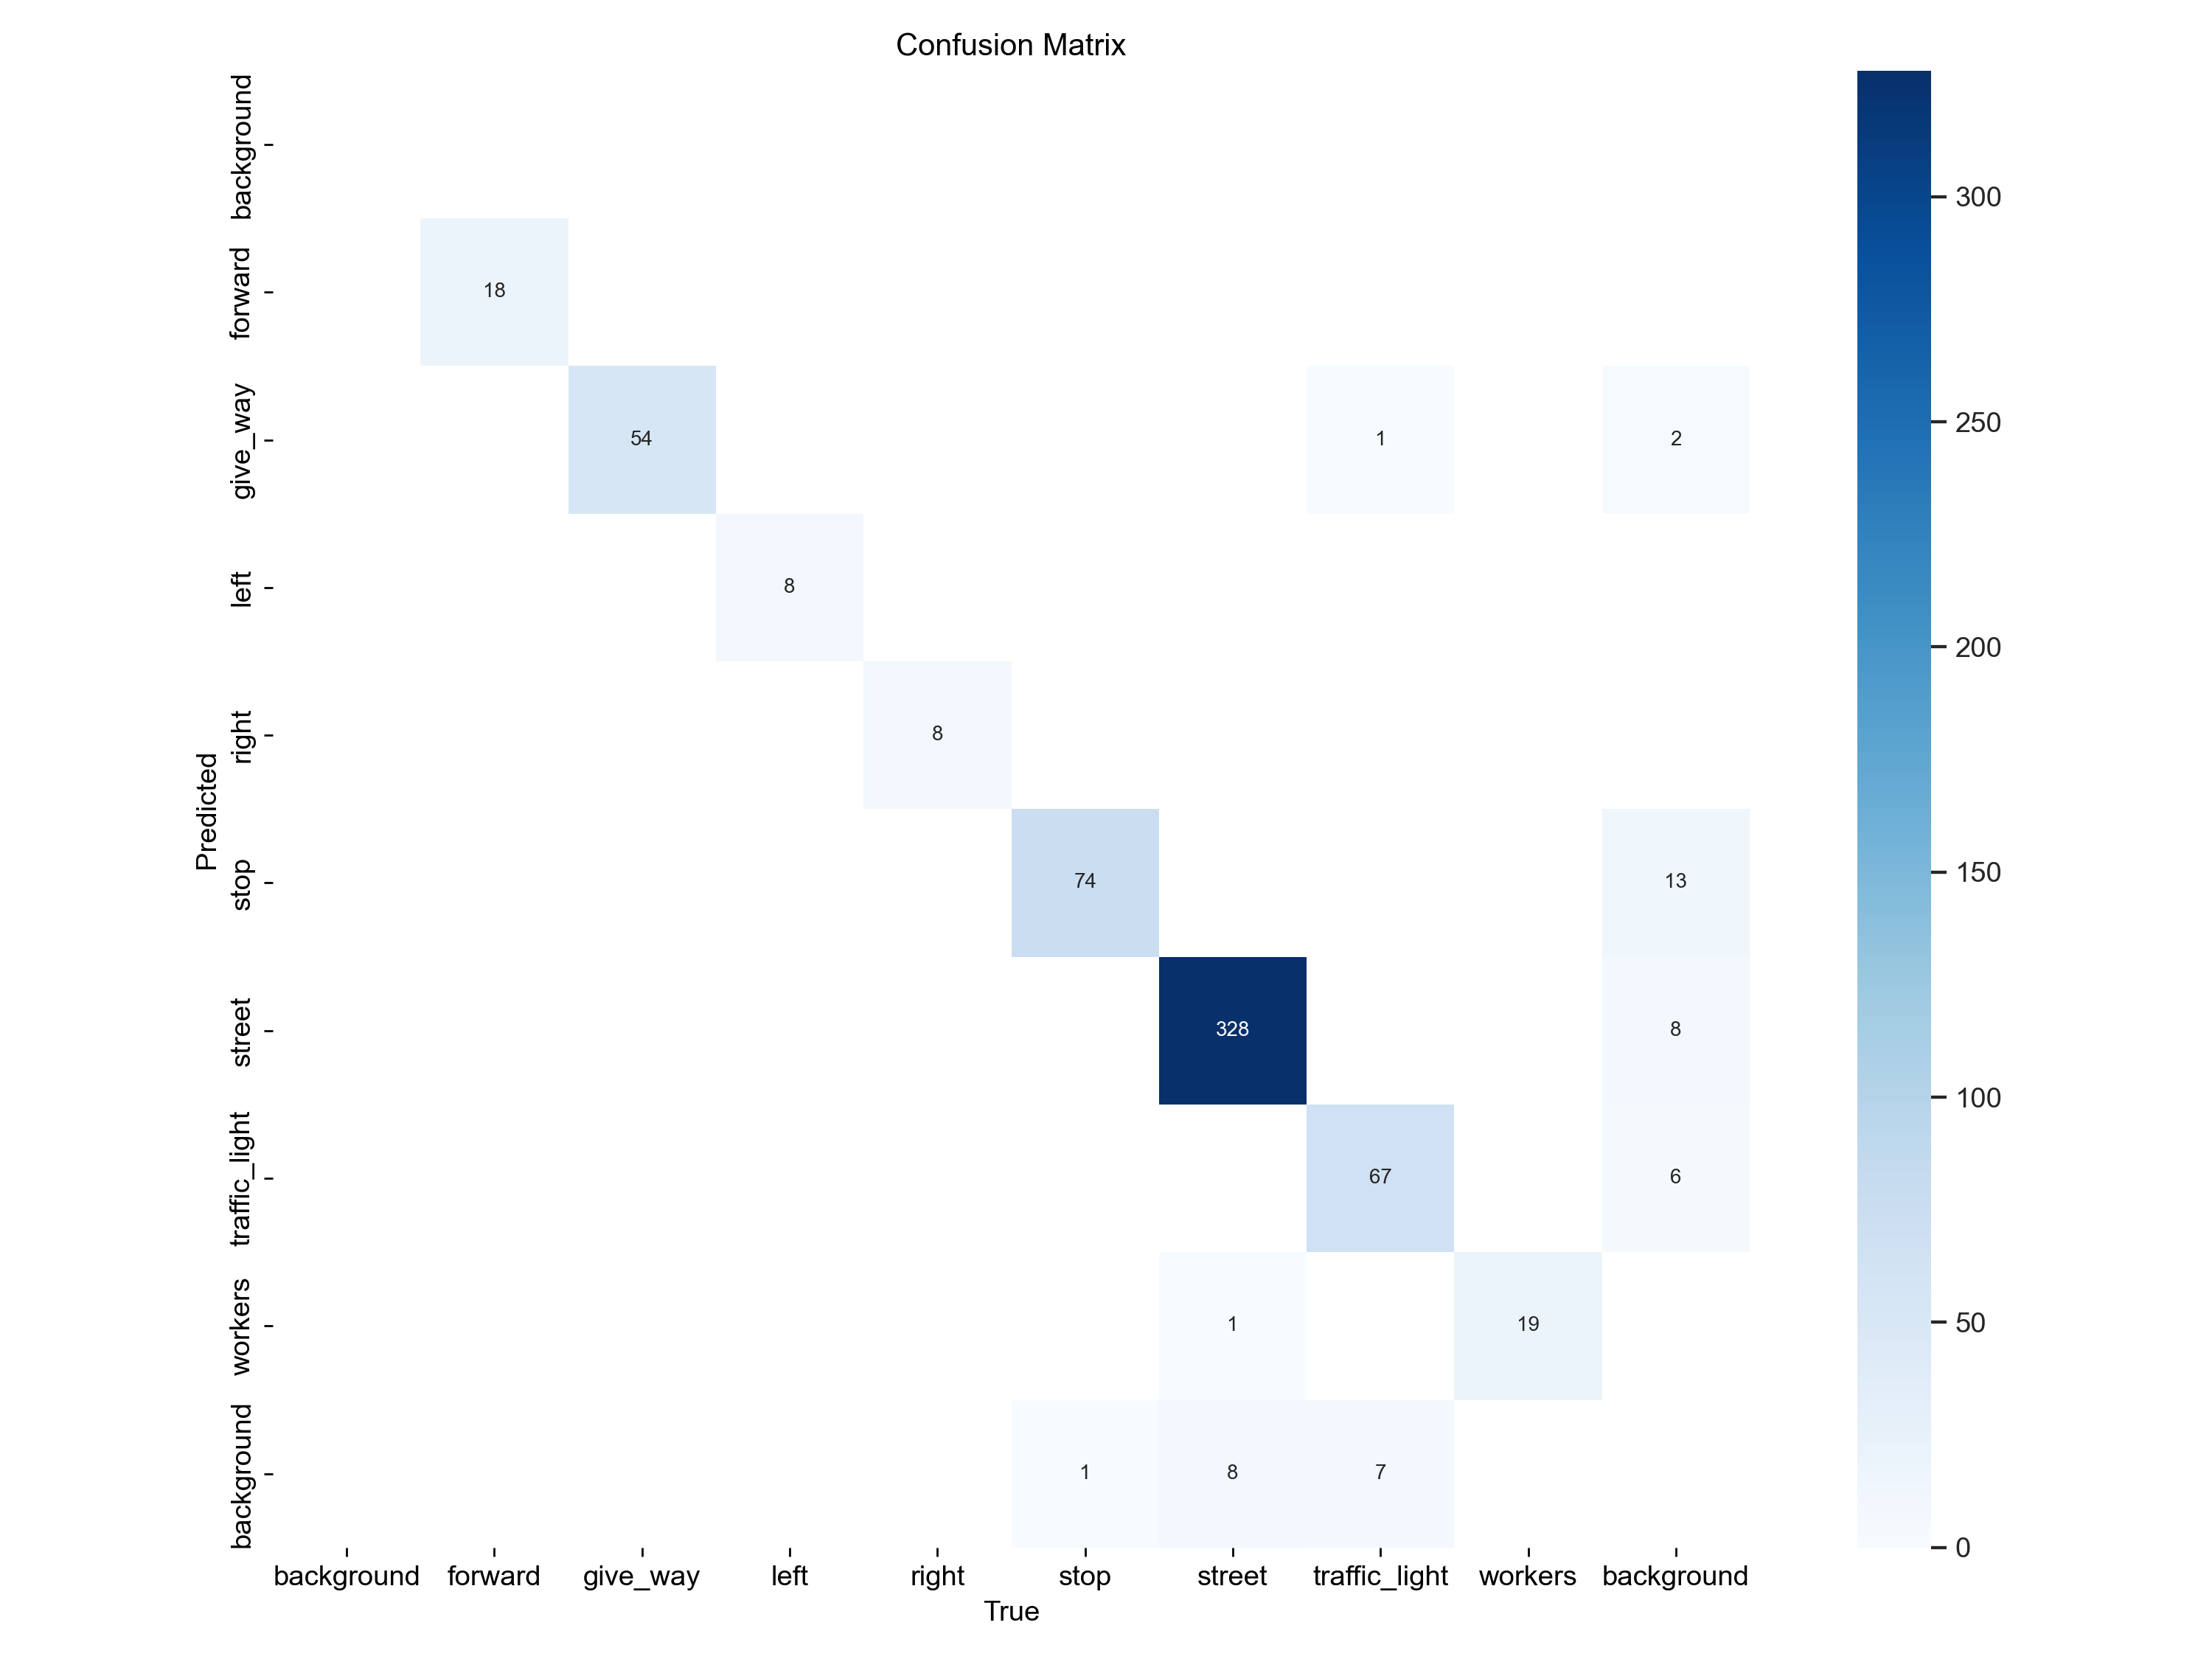 Confusion Matrix
background
forward
give_way
left
right
stop
street
traffic_light
workers
background
Predicted
18
54 1 2
8
8
74 13
328 8
67 6
1 19
1 8 7
background forward give_way left right stop street traffic_light workers background
True
300
250
200
150
100
50
0